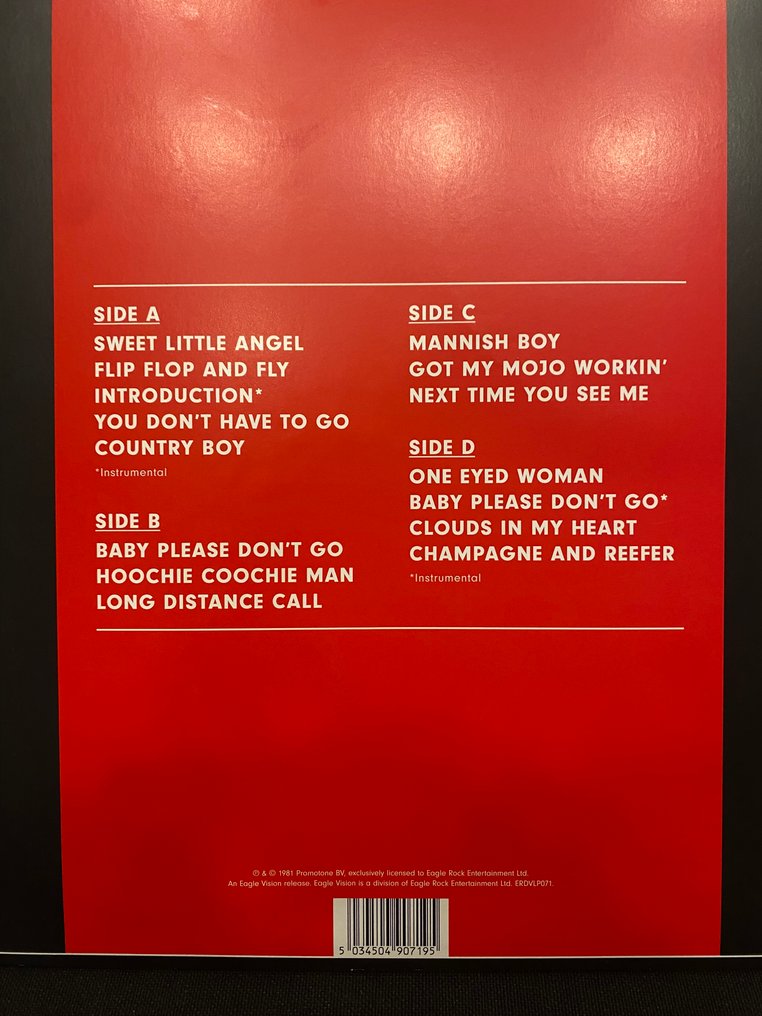 SIDE A
SWEET LITTLE ANGEL
FLIP FLOP AND FLY
INTRODUCTION*
YOU DON'T HAVE TO GO
COUNTRY BOY
*Instrumental
SIDE B
BABY PLEASE DON'T GO
HOOCHIE COOCHIE MAN
LONG DISTANCE CALL
SIDE C
MANNISH BOY
GOT MY MOJO WORKIN'
NEXT TIME YOU SEE ME
SIDE D
ONE EYED WOMAN
BABY PLEASE DON'T GO*
CLOUDS IN MY HEART
CHAMPAGNE AND REEFER
*Instrumental
℗ & © 1981 Promotone BV, exclusively licensed to Eagle Rock Entertainment Ltd.
An Eagle Vision release. Eagle Vision is a division of Eagle Rock Entertainment Ltd. ERDVLP071.
5 034504 907195